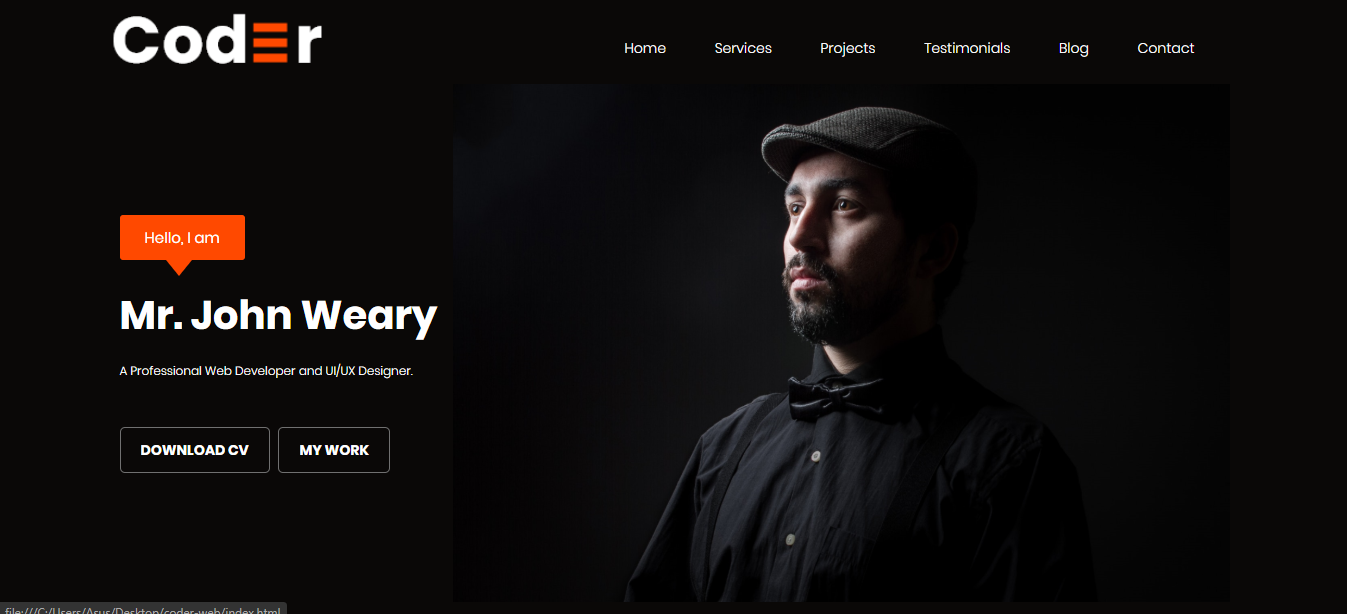 Coder
Home Services Projects Testimonials Blog Contact
Hello, I am
Mr. John Weary
A Professional Web Developer and UI/UX Designer.
DOWNLOAD CV MY WORK
file:///C:/Users/Asus/Desktop/coder-web/index.html